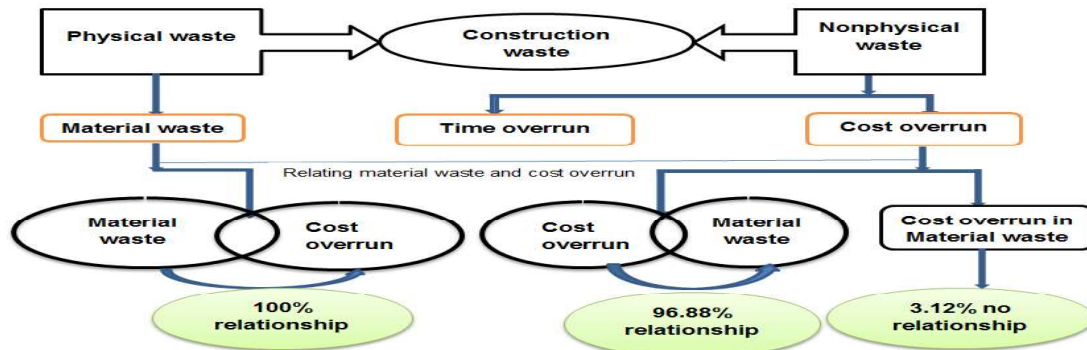 Physical waste
Construction
waste
Nonphysical
waste
Material waste
Time overrun
Cost overrun
Relating material waste and cost overrun
Material
waste
Cost
overrun
Cost
overrun
Material
waste
Cost overrun in
Material waste
100%
relationship
96.88%
relationship
3.12% no
relationship